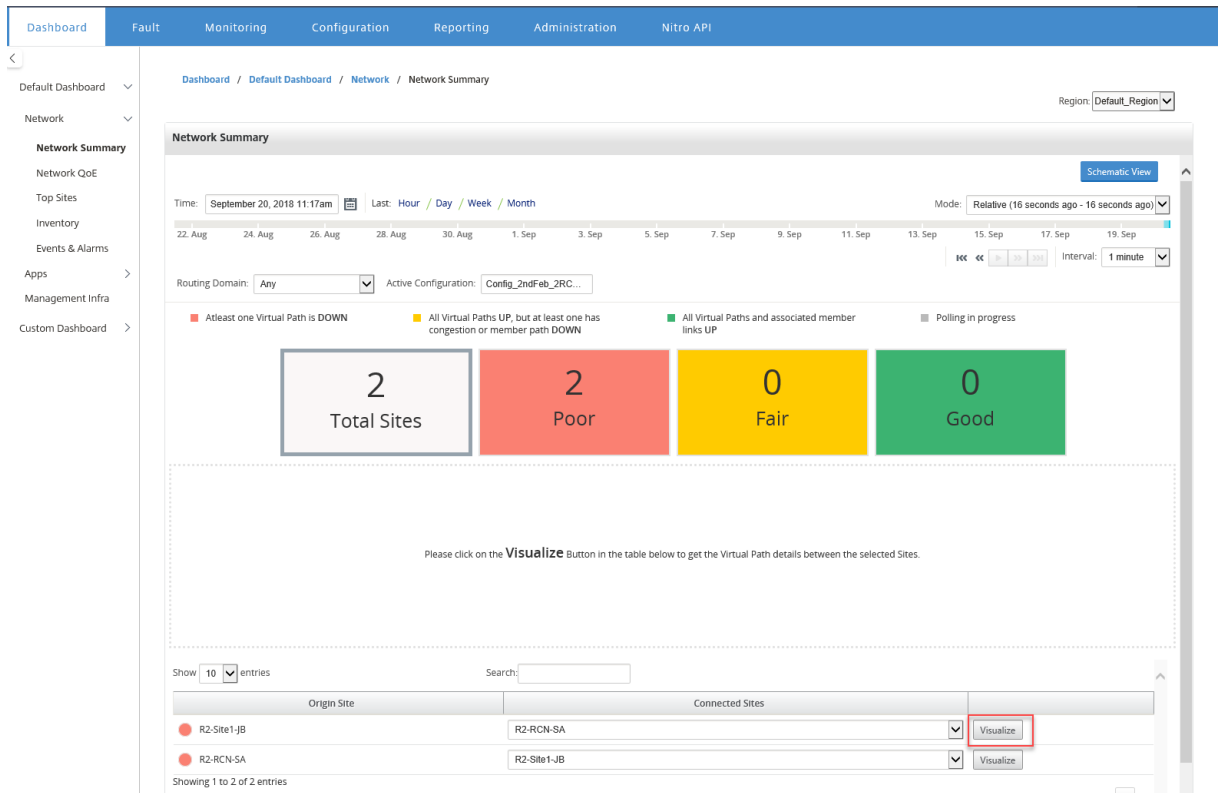 Dashboard Fault Monitoring Configuration Reporting Administration Nitro API
Default Dashboard
Network
Network Summary
Network QoE
Top Sites
Inventory
Events & Alarms
Apps
Management Infra
Custom Dashboard
Dashboard / Default Dashboard / Network / Network Summary
Region: Default_Region
Network Summary
Schematic View
Time: September 20, 2018 11:17am Last: Hour / Day / Week / Month Mode: Relative (16 seconds ago - 16 seconds ago)
22. Aug 24. Aug 26. Aug 28. Aug 30. Aug 1. Sep 3. Sep 5. Sep 7. Sep 9. Sep 11. Sep 13. Sep 15. Sep 17. Sep 19. Sep
Interval: 1 minute
Routing Domain: Any Active Configuration: Config_2ndFeb_2RC...
Atleast one Virtual Path is DOWN
All Virtual Paths UP, but at least one has
congestion or member path DOWN
All Virtual Paths and associated member
links UP
Polling in progress
2
Total Sites
2
Poor
0
Fair
0
Good
Please click on the Visualize Button in the table below to get the Virtual Path details between the selected Sites.
Show 10 entries Search:
Origin Site Connected Sites
R2-Site1-JB R2-RCN-SA Visualize
R2-RCN-SA R2-Site1-JB Visualize
Showing 1 to 2 of 2 entries